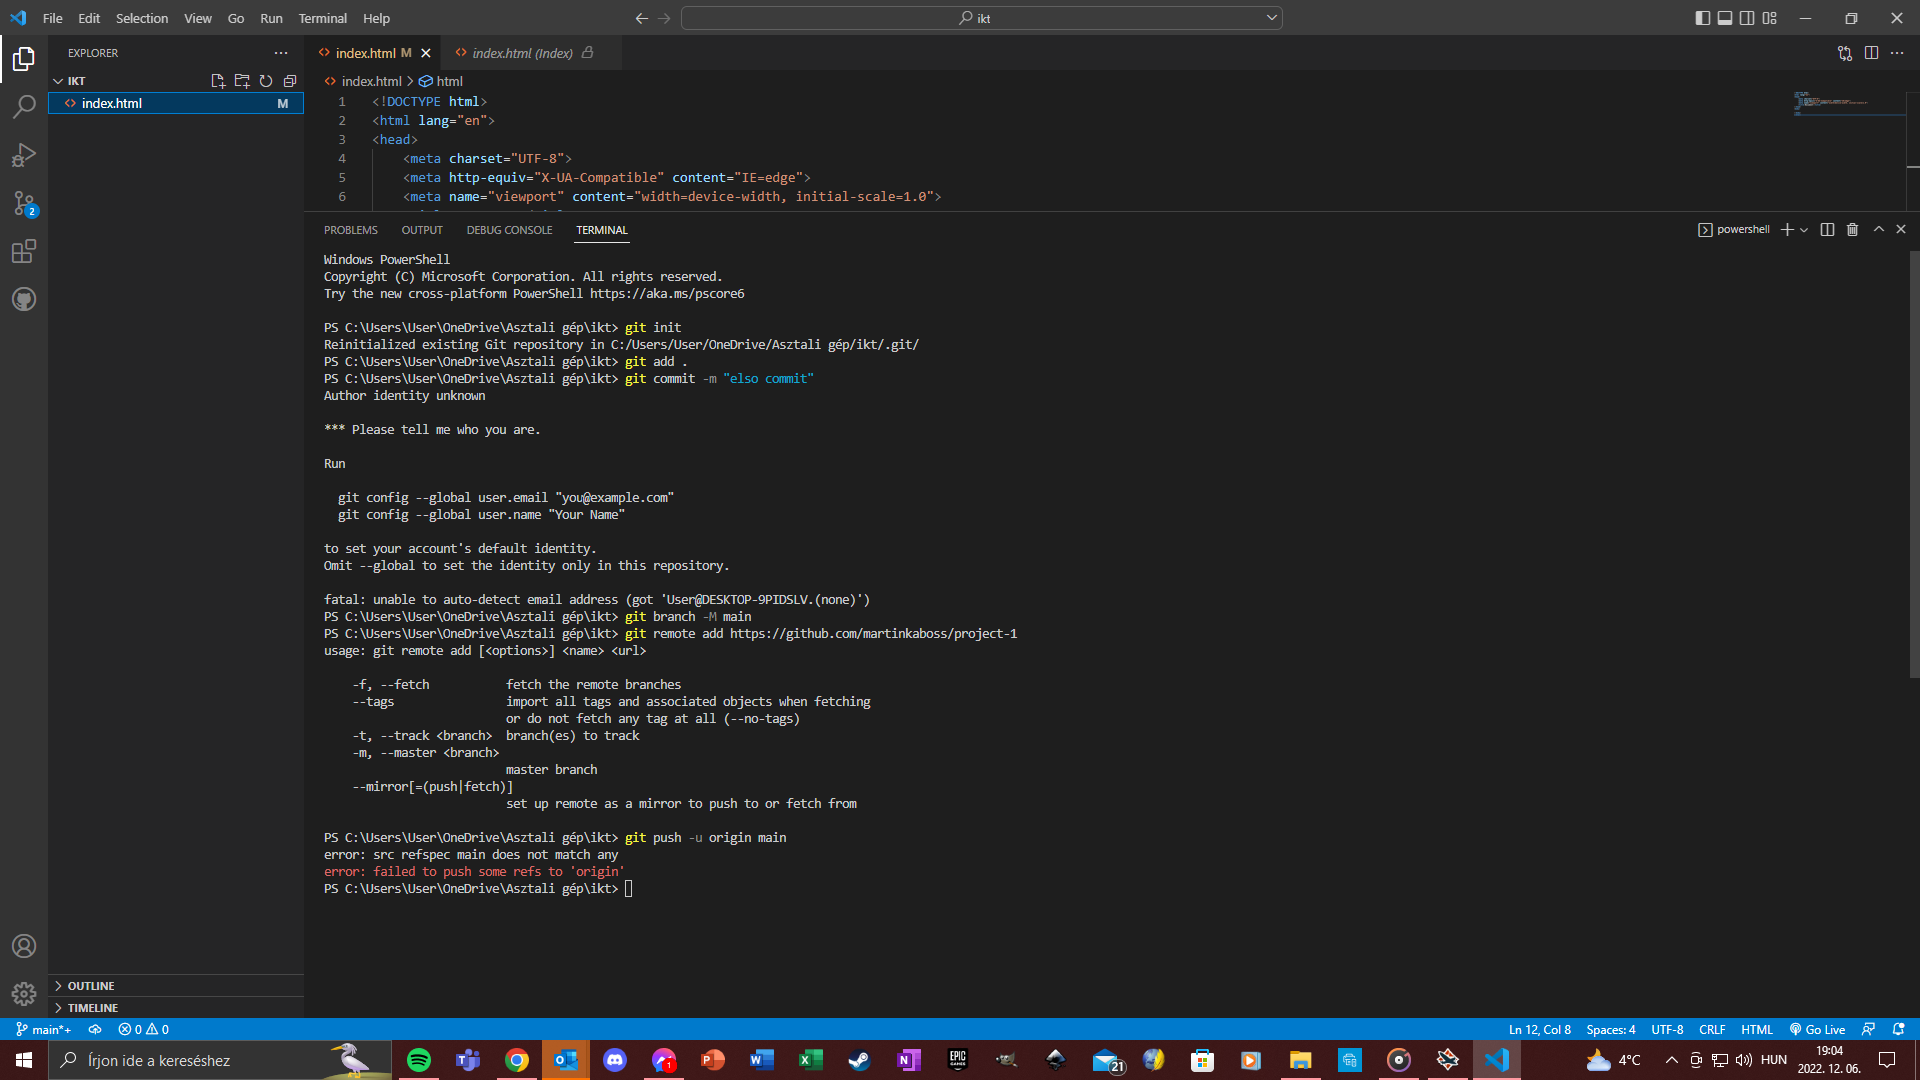 File Edit Selection View Go Run Terminal Help
ikt
EXPLORER
index.html M
index.html (Index)
IKT
index.html > html
index.html M
1 <!DOCTYPE html>
2 <html lang="en">
3 <head>
4 <meta charset="UTF-8">
5 <meta http-equiv="X-UA-Compatible" content="IE=edge">
6 <meta name="viewport" content="width=device-width, initial-scale=1.0">
PROBLEMS OUTPUT DEBUG CONSOLE TERMINAL
powershell
2
Windows PowerShell
Copyright (C) Microsoft Corporation. All rights reserved.
Try the new cross-platform PowerShell https://aka.ms/pscore6
PS C:\Users\User\OneDrive\Asztali gép\ikt> git init
Reinitialized existing Git repository in C:/Users/User/OneDrive/Asztali gép/ikt/.git/
PS C:\Users\User\OneDrive\Asztali gép\ikt> git add .
PS C:\Users\User\OneDrive\Asztali gép\ikt> git commit -m "elso commit"
Author identity unknown
*** Please tell me who you are.
Run
git config --global user.email "you@example.com"
git config --global user.name "Your Name"
to set your account's default identity.
Omit --global to set the identity only in this repository.
fatal: unable to auto-detect email address (got 'User@DESKTOP-9PIDSLV.(none)')
PS C:\Users\User\OneDrive\Asztali gép\ikt> git branch -M main
PS C:\Users\User\OneDrive\Asztali gép\ikt> git remote add https://github.com/martinkaboss/project-1
usage: git remote add [<options>] <name> <url>
-f, --fetch fetch the remote branches
--tags import all tags and associated objects when fetching
or do not fetch any tag at all (--no-tags)
-t, --track <branch> branch(es) to track
-m, --master <branch>
master branch
--mirror[=(push|fetch)]
set up remote as a mirror to push to or fetch from
PS C:\Users\User\OneDrive\Asztali gép\ikt> git push -u origin main
error: src refspec main does not match any
error: failed to push some refs to 'origin'
PS C:\Users\User\OneDrive\Asztali gép\ikt>
OUTLINE
TIMELINE
main*+ 0 0
Ln 12, Col 8 Spaces: 4 UTF-8 CRLF HTML Go Live
Írjon ide a kereséshez
1
EPIC GAMES
21
4°C
HUN
19:04
2022. 12. 06.